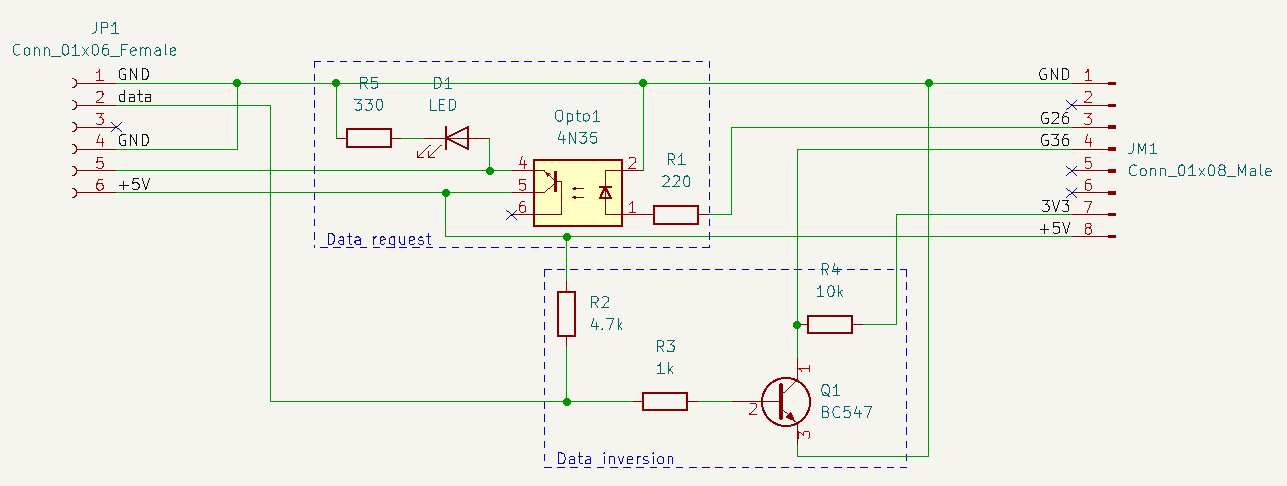 JP1
Conn_01x06_Female
1 GND
2 data
3
4 GND
5
6 +5V
R5
330
D1
LED
Opto1
4N35
4
5
6
2
1
R1
220
Data request
GND 1
2
G26 3
G36 4
5
6
3V3 7
+5V 8
JM1
Conn_01x08_Male
R2
4.7k
R3
1k
R4
10k
1
2
3
Q1
BC547
Data inversion